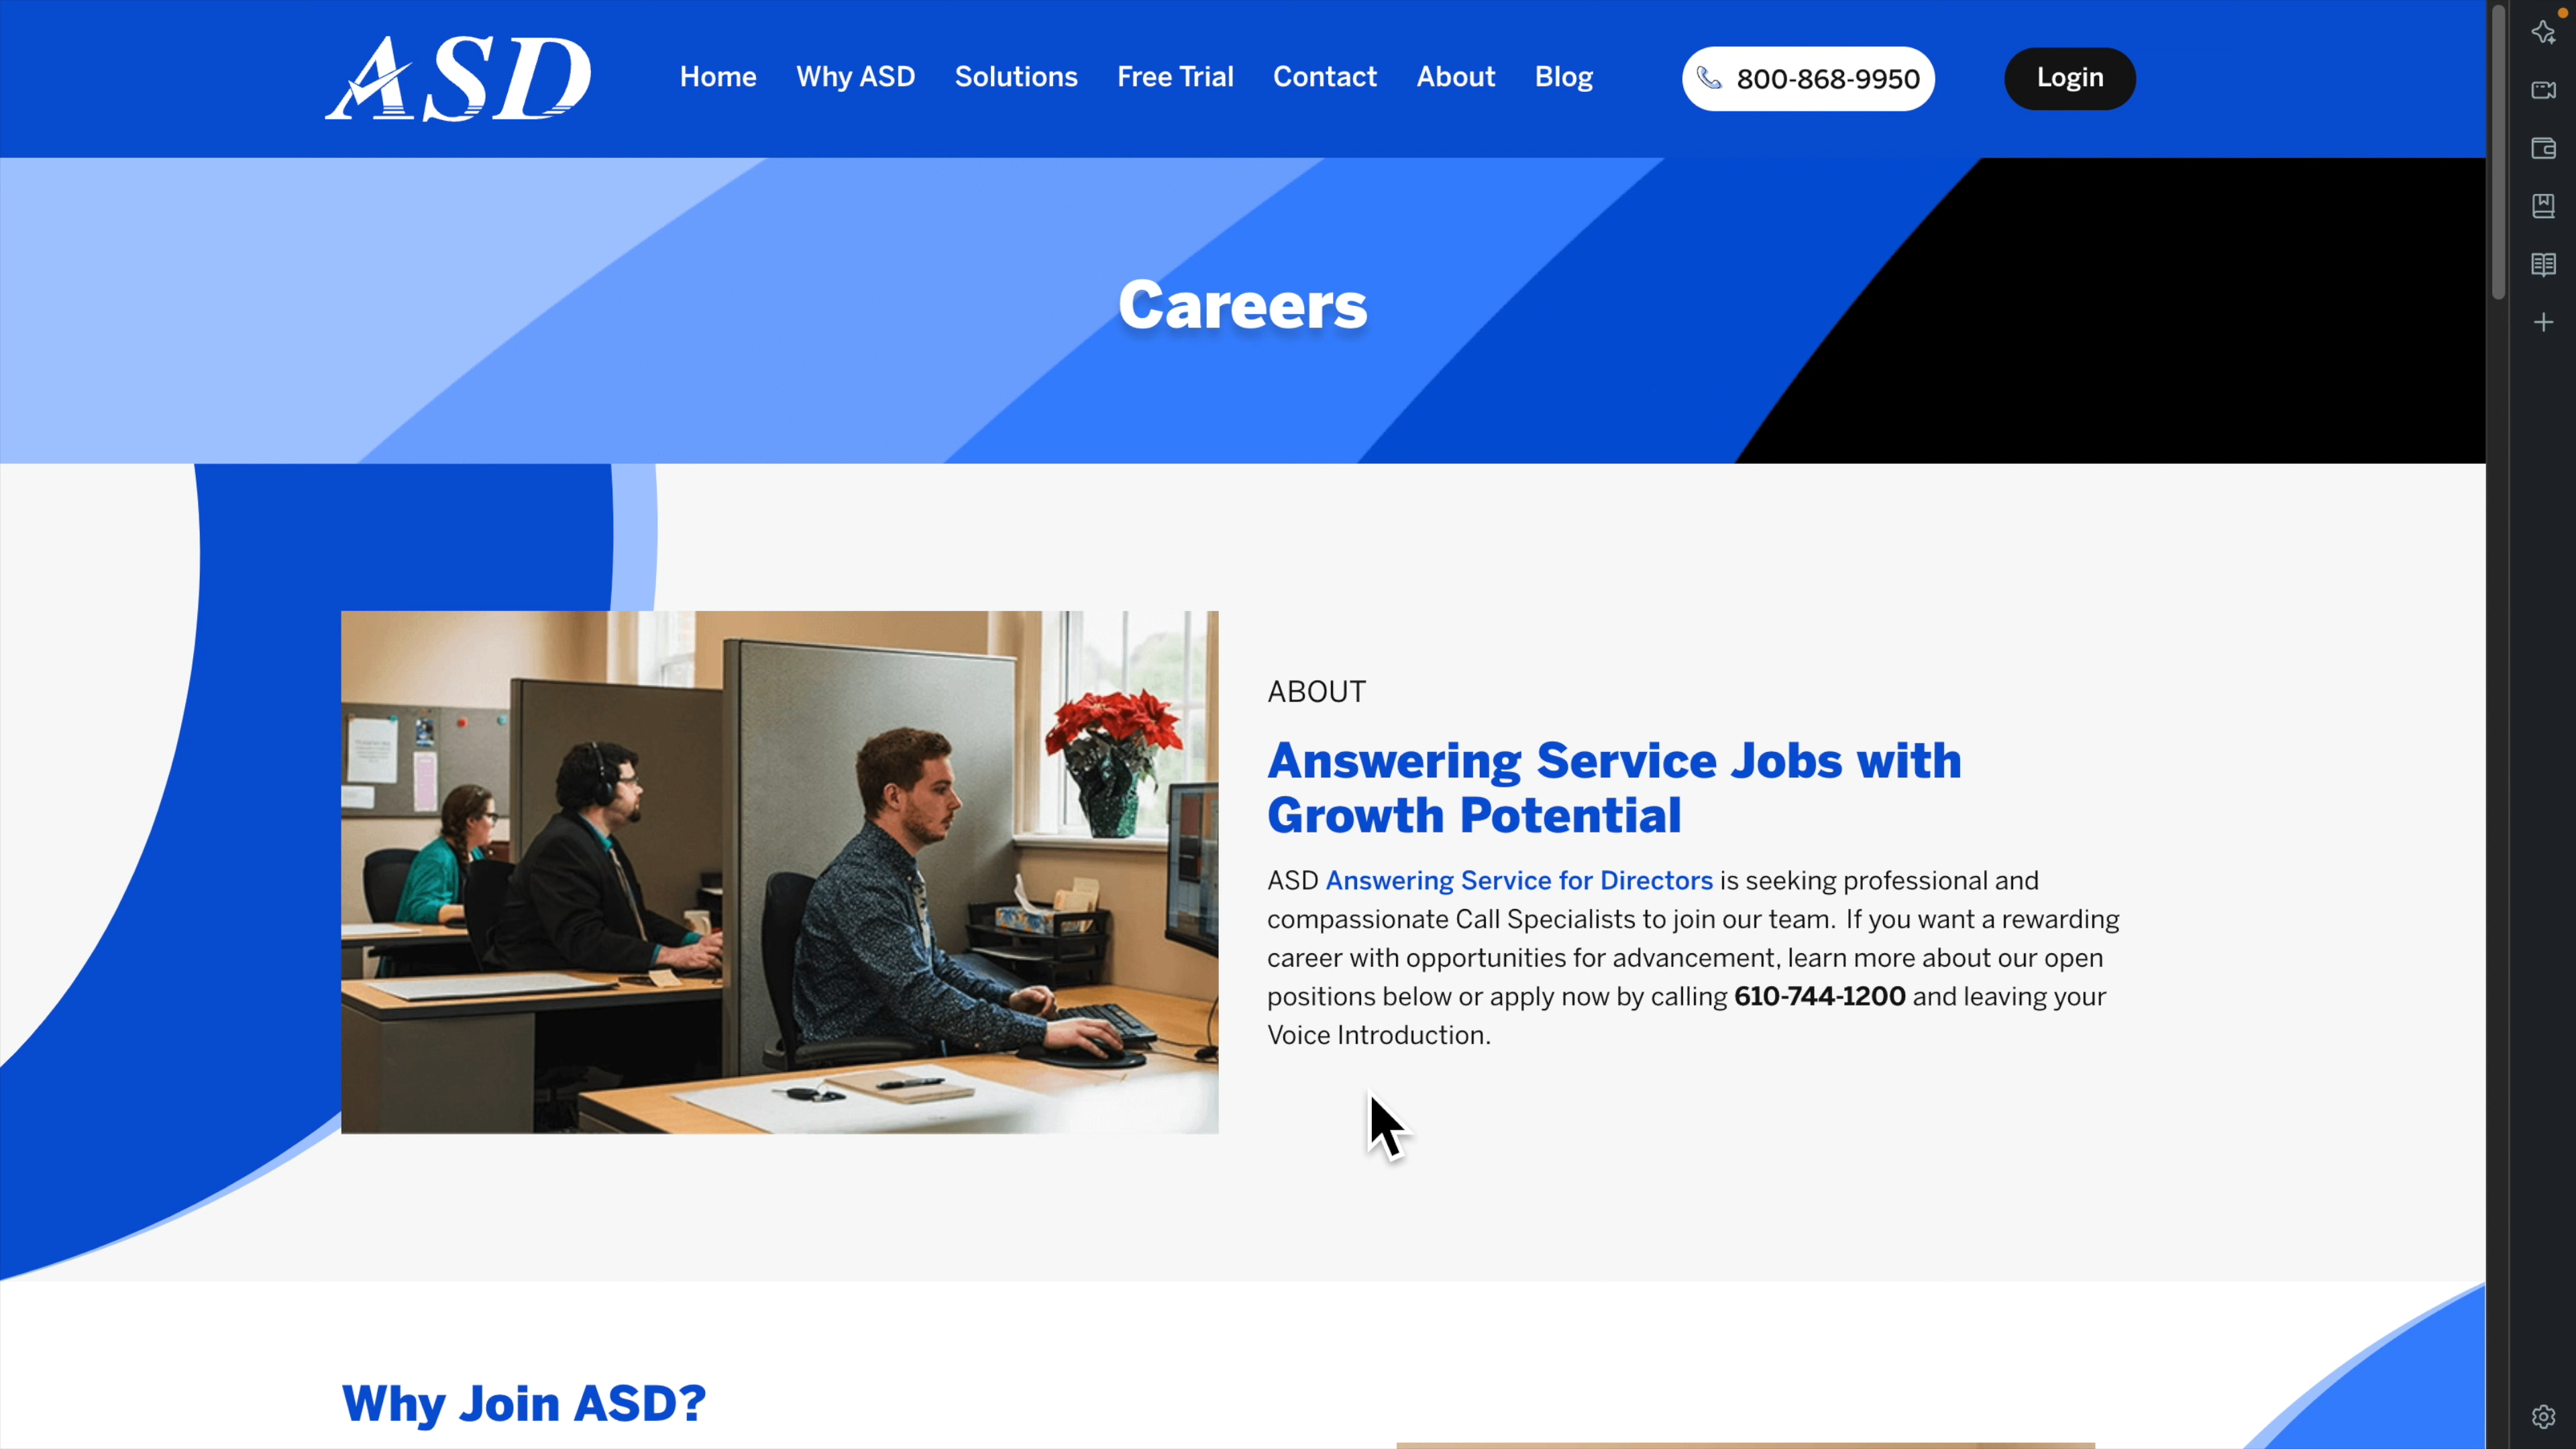 ASD
Home
Why ASD
Solutions
Free Trial
Contact
About
Blog
800-868-9950
Login
Careers
ABOUT
Answering Service Jobs with
Growth Potential
ASD Answering Service for Directors is seeking professional and
compassionate Call Specialists to join our team. If you want a rewarding
career with opportunities for advancement, learn more about our open
positions below or apply now by calling 610-744-1200 and leaving your
Voice Introduction.
Why Join ASD?